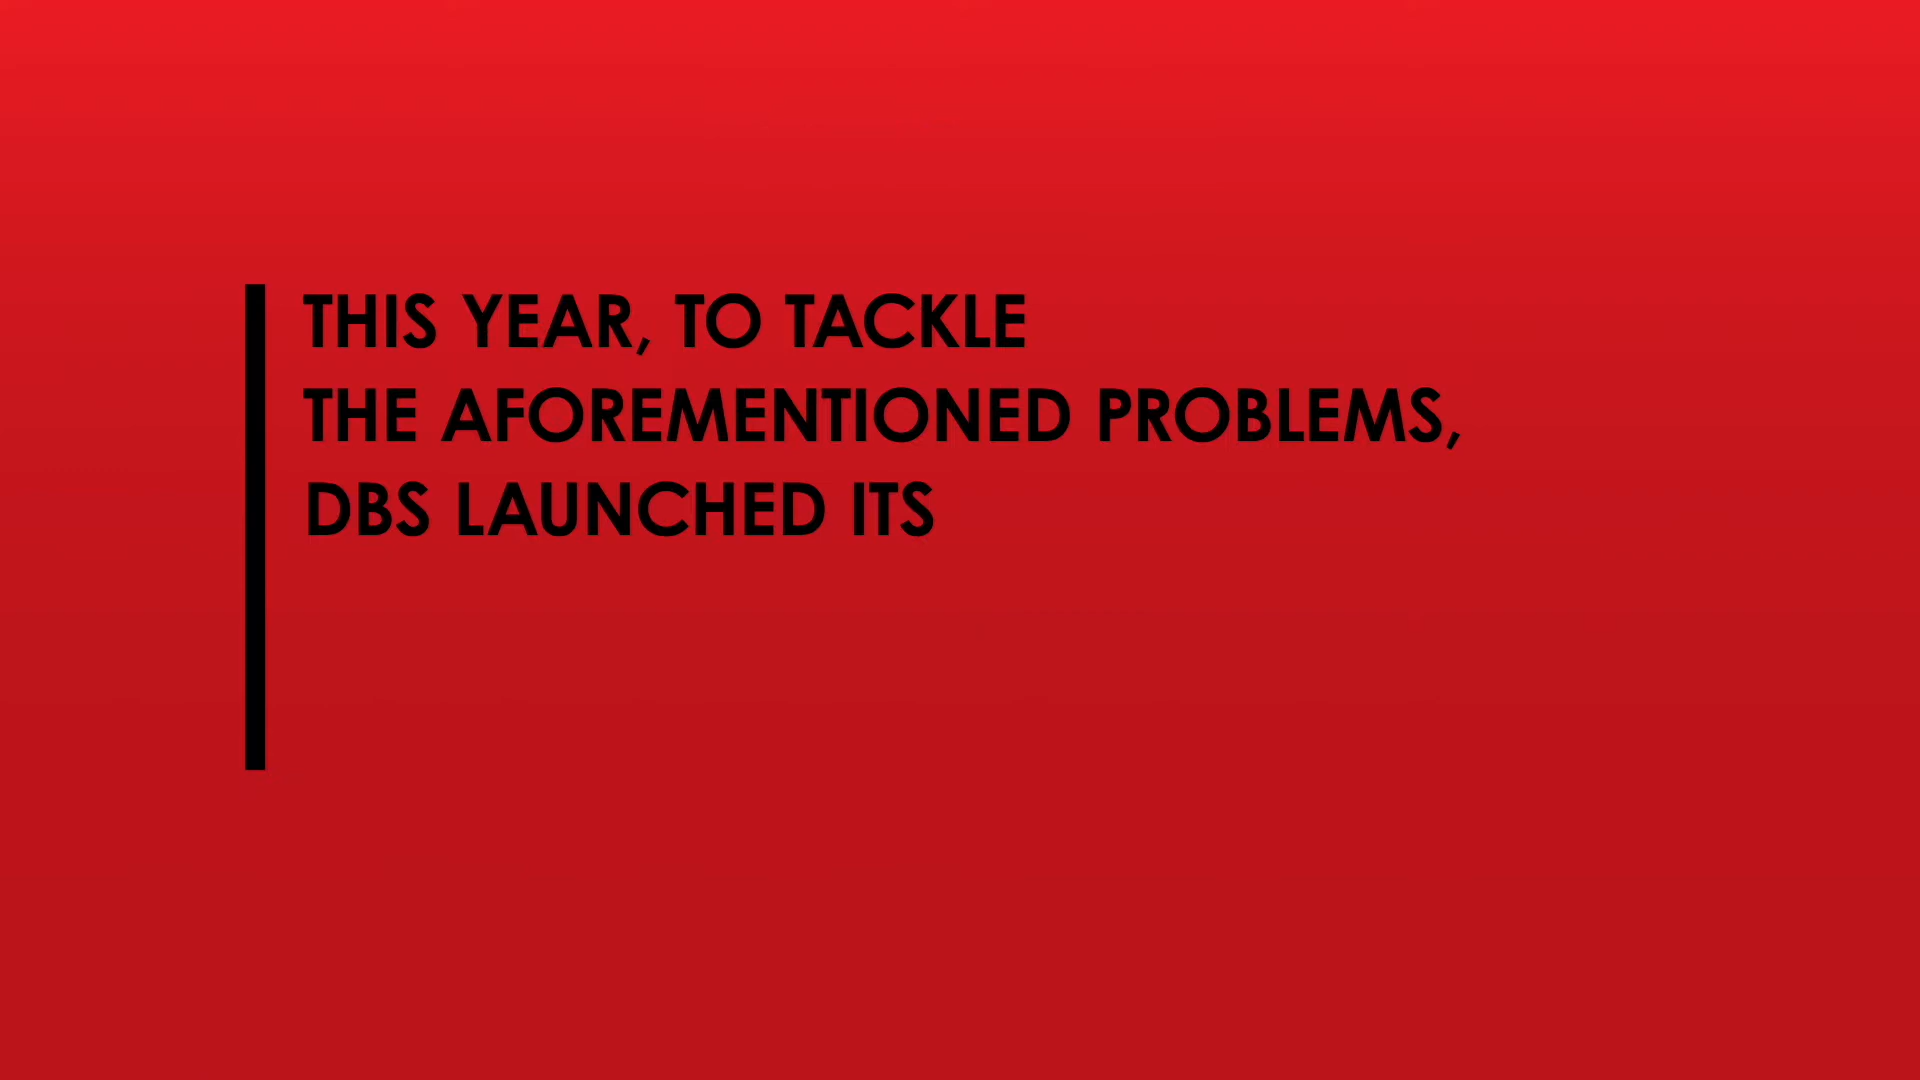 THIS YEAR, TO TACKLE
THE AFOREMENTIONED PROBLEMS,
DBS LAUNCHED ITS